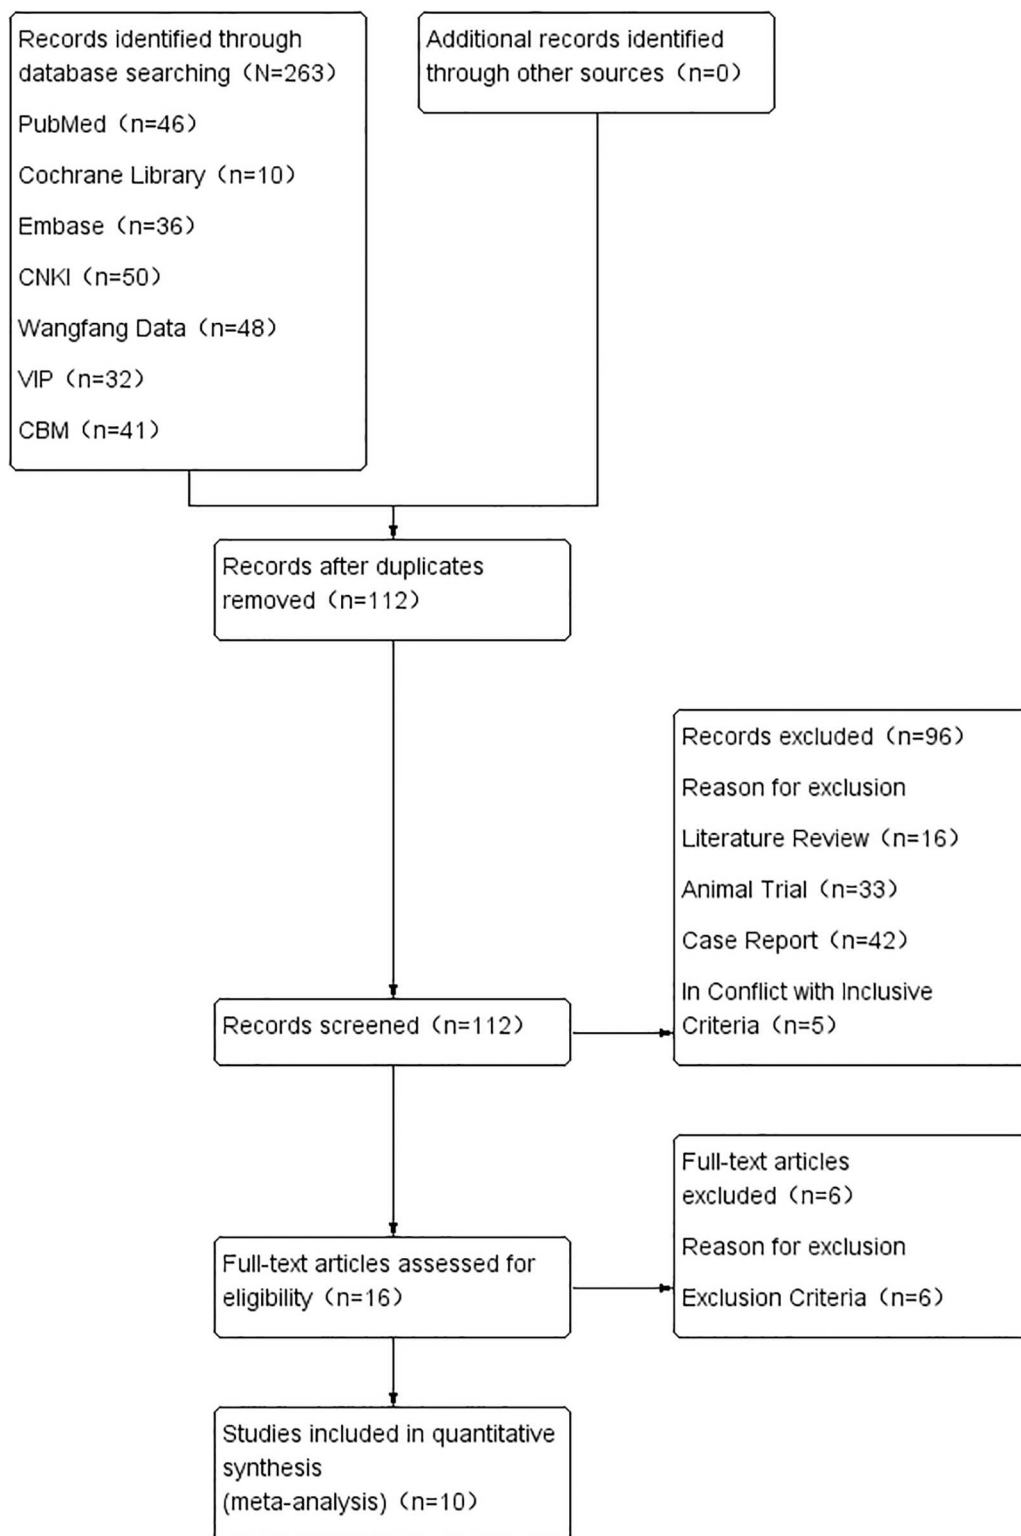 Records identified through
database searching（N=263）
PubMed（n=46）
Cochrane Library（n=10）
Embase（n=36）
CNKI（n=50）
Wangfang Data（n=48）
VIP（n=32）
CBM（n=41）
Additional records identified
through other sources（n=0）
Records after duplicates
removed（n=112）
Records screened（n=112）
Records excluded（n=96）
Reason for exclusion
Literature Review（n=16）
Animal Trial（n=33）
Case Report（n=42）
In Conflict with Inclusive
Criteria（n=5）
Full-text articles assessed for
eligibility（n=16）
Full-text articles
excluded（n=6）
Reason for exclusion
Exclusion Criteria（n=6）
Studies included in quantitative
synthesis
(meta-analysis)（n=10）